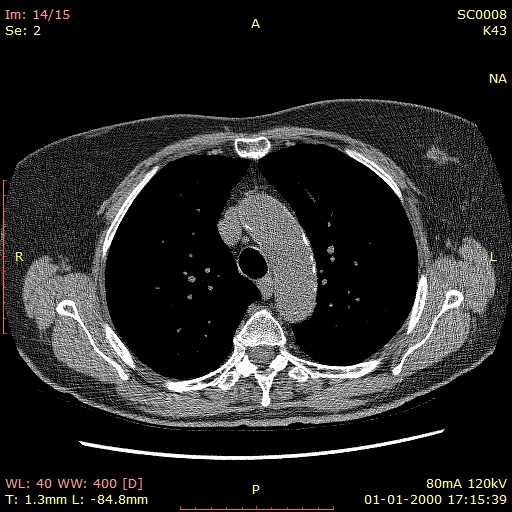 Im: 14/15
Se: 2
A
SC0008
K43
NA
R
L
WL: 40 WW: 400 [D]
T: 1.3mm L: -84.8mm
P
80mA 120kV
01-01-2000 17:15:39